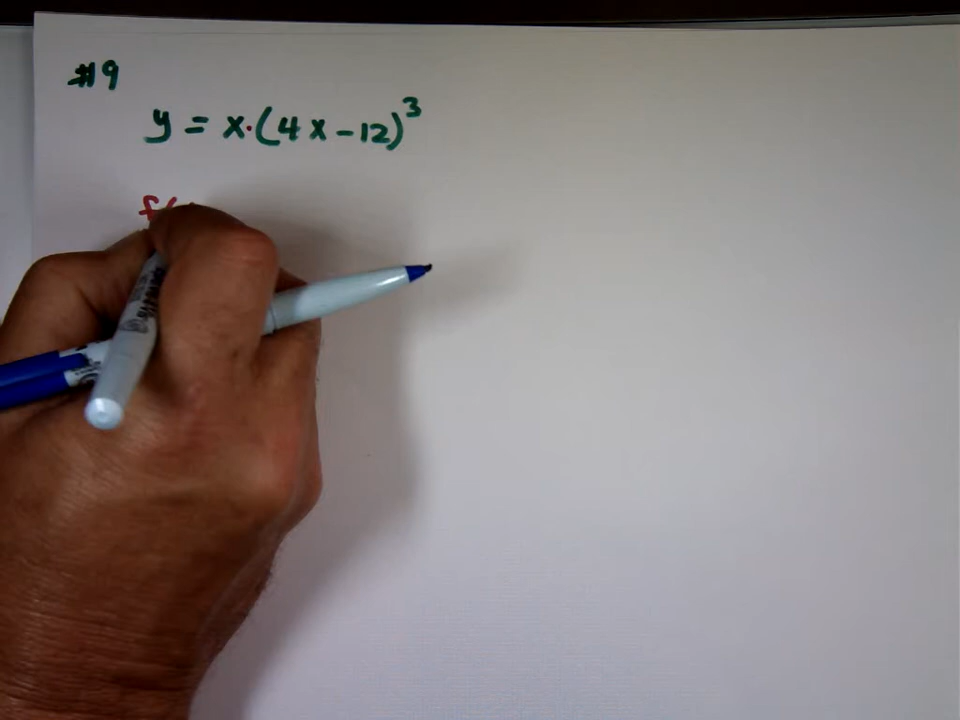 #9
y = x·(4x-12)³
f(